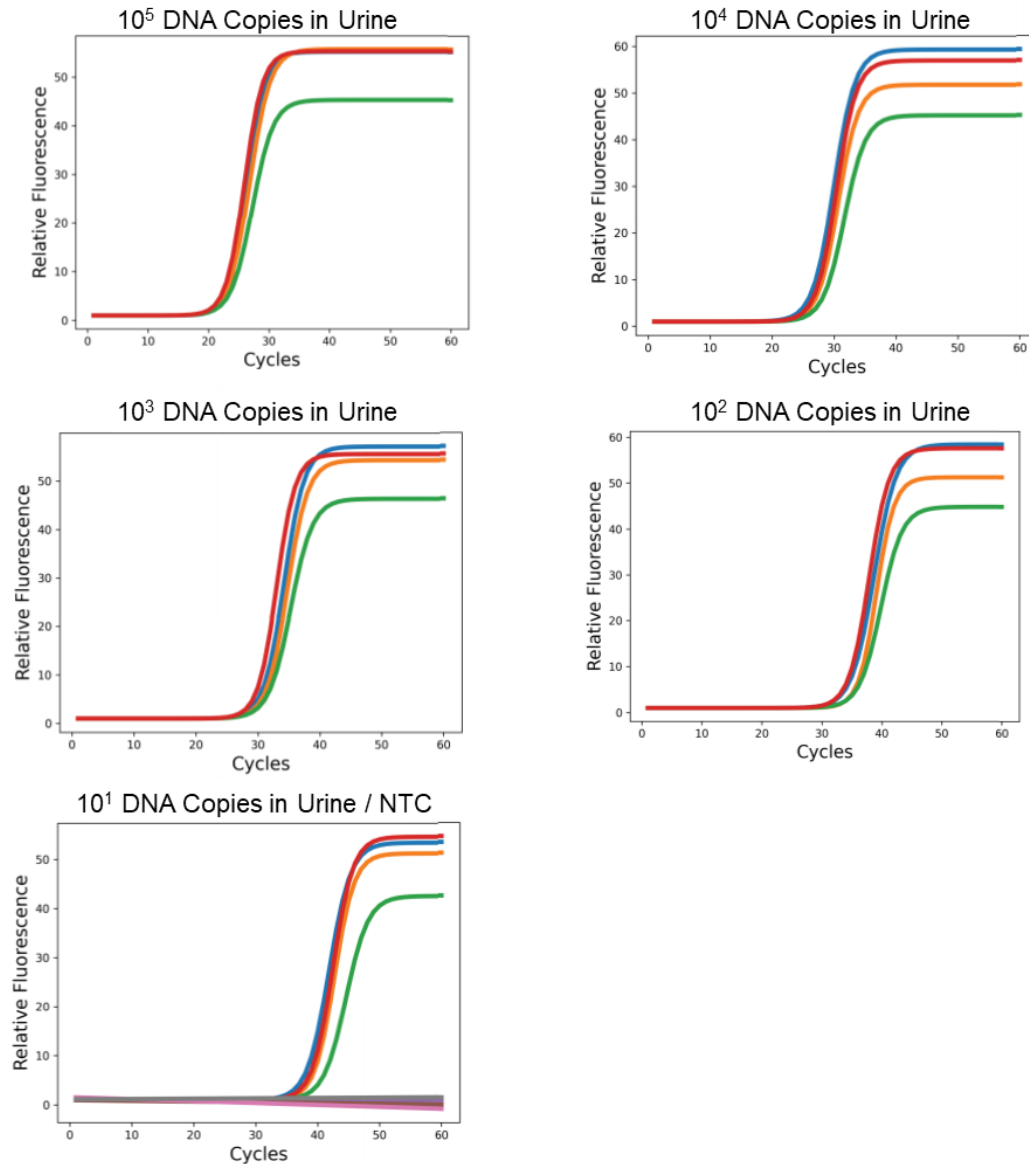 10⁵ DNA Copies in Urine
Relative Fluorescence
50
40
30
20
10
0
0 10 20 30 40 50 60
Cycles
10⁴ DNA Copies in Urine
Relative Fluorescence
60
50
40
30
20
10
0
0 10 20 30 40 50 60
Cycles
10³ DNA Copies in Urine
Relative Fluorescence
50
40
30
20
10
0
0 10 20 30 40 50 60
Cycles
10² DNA Copies in Urine
Relative Fluorescence
60
50
40
30
20
10
0
0 10 20 30 40 50 60
Cycles
10¹ DNA Copies in Urine / NTC
Relative Fluorescence
50
40
30
20
10
0
0 10 20 30 40 50 60
Cycles